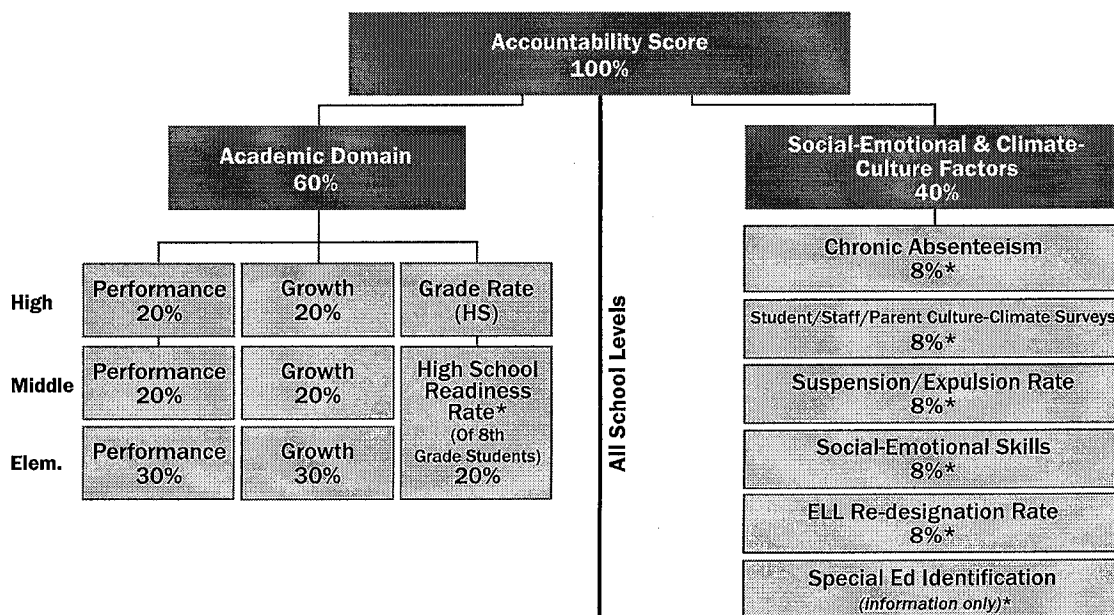 Accountability Score
100%
Academic Domain
60%
Social-Emotional & Climate-
Culture Factors
40%
High
Performance
20%
Growth
20%
Grade Rate
(HS)
Middle
Performance
20%
Growth
20%
High School
Readiness
Rate*
(Of 8th
Grade Students)
20%
Elem.
Performance
30%
Growth
30%
All School Levels
Chronic Absenteeism
8%*
Student/Staff/Parent Culture-Climate Surveys
8%*
Suspension/Expulsion Rate
8%*
Social-Emotional Skills
8%*
ELL Re-designation Rate
8%*
Special Ed Identification
(Information only)*